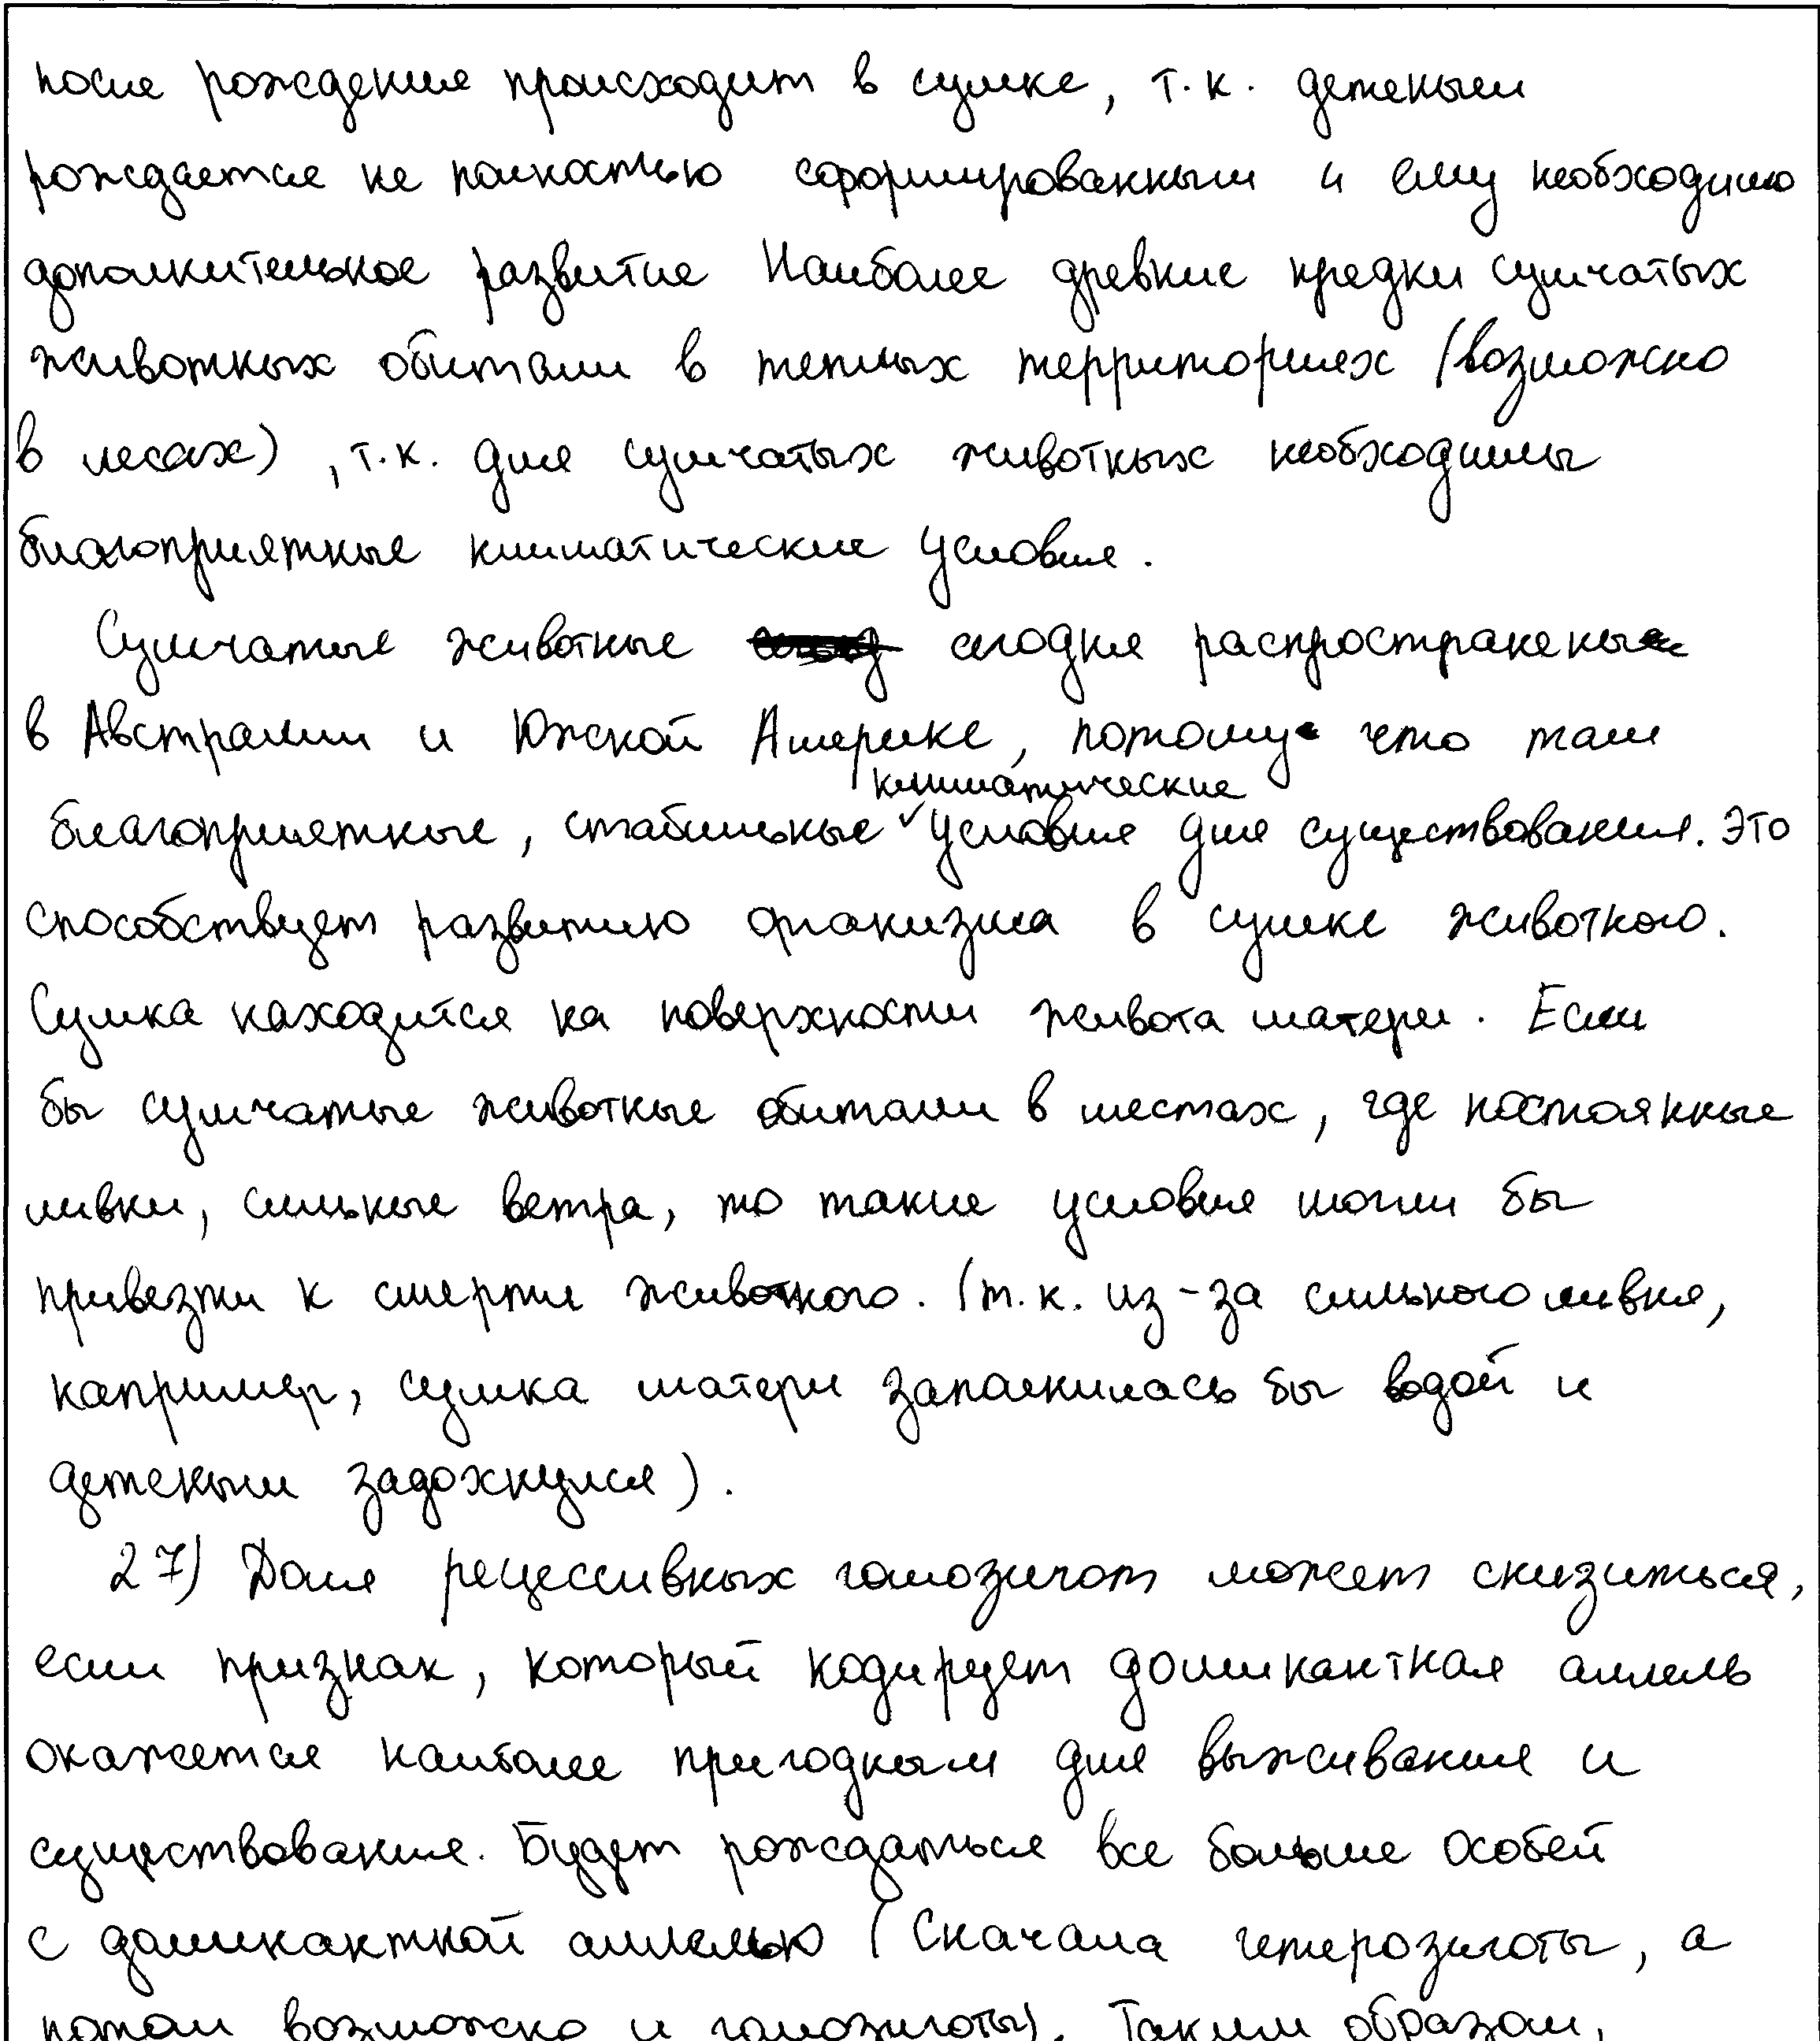 после рождения происходит в сумке, т.к. детеныш
рождается не полностью сформированным и ему необходимо
дополнительное развитие Наиболее древние предки сумчатых
животных обитали в теплых территориях (возможно
в лесах), т.к. для сумчатых животных необходимы
благоприятные климатические условия.
Сумчатые животные сегодня распространены
в Австралии и Южной Америке, потому что там
климатические
благоприятные, стабильные условия для существования. Это
способствует развитию организма в сумке животного.
Сумка находится на поверхности живота матери. Если
бы сумчатые животные обитали в местах, где постоянные
ливни, сильные ветра, то такие условия могли бы
привезти к смерти животного. (т.к. из-за сильного ливня,
например, сумка матери заполнилась бы водой и
детеныш задохнулся).
27) Доля рецессивных гомозигот может снизиться,
если признак, который кодирует доминантная аллель
окажется наиболее пригодным для выживания и
существования. Будет рождаться все больше особей
с доминантной аллелью (Сначала гетерозиготы, а
потом возможно и гомозиготы). Таким образом,